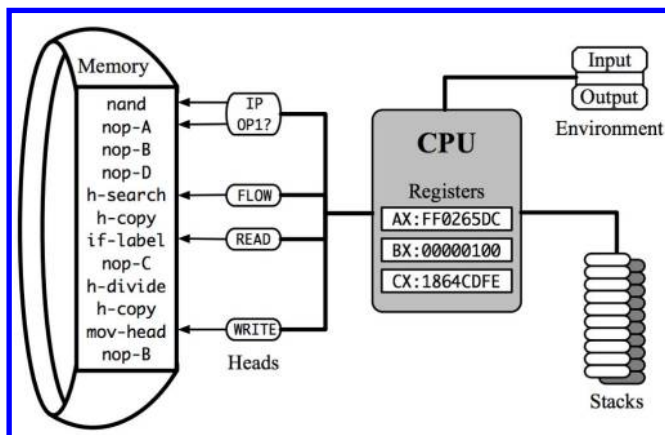 Memory
nand
nop-A
nop-B
nop-D
h-search
h-copy
if-label
nop-C
h-divide
h-copy
mov-head
nop-B
IP
OP1?
FLOW
READ
WRITE
Heads
CPU
Registers
AX:FF0265DC
BX:00000100
CX:1864CDFE
Input
Output
Environment
Stacks